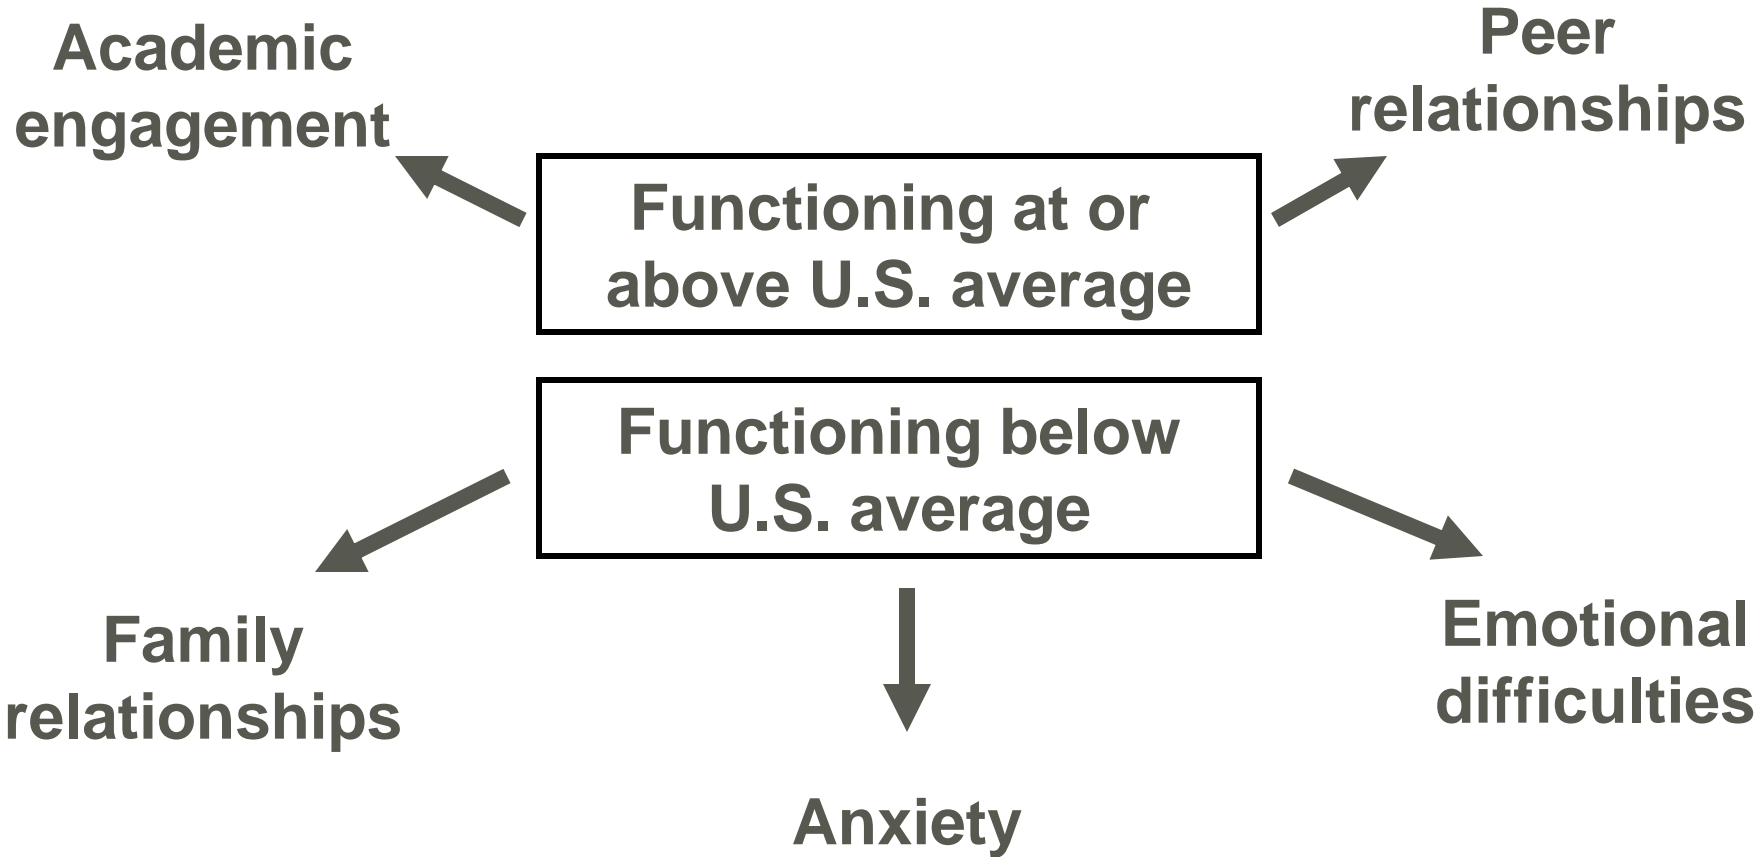 Academic
engagement
Peer
relationships
Functioning at or
above U.S. average
Functioning below
U.S. average
Family
relationships
Emotional
difficulties
Anxiety